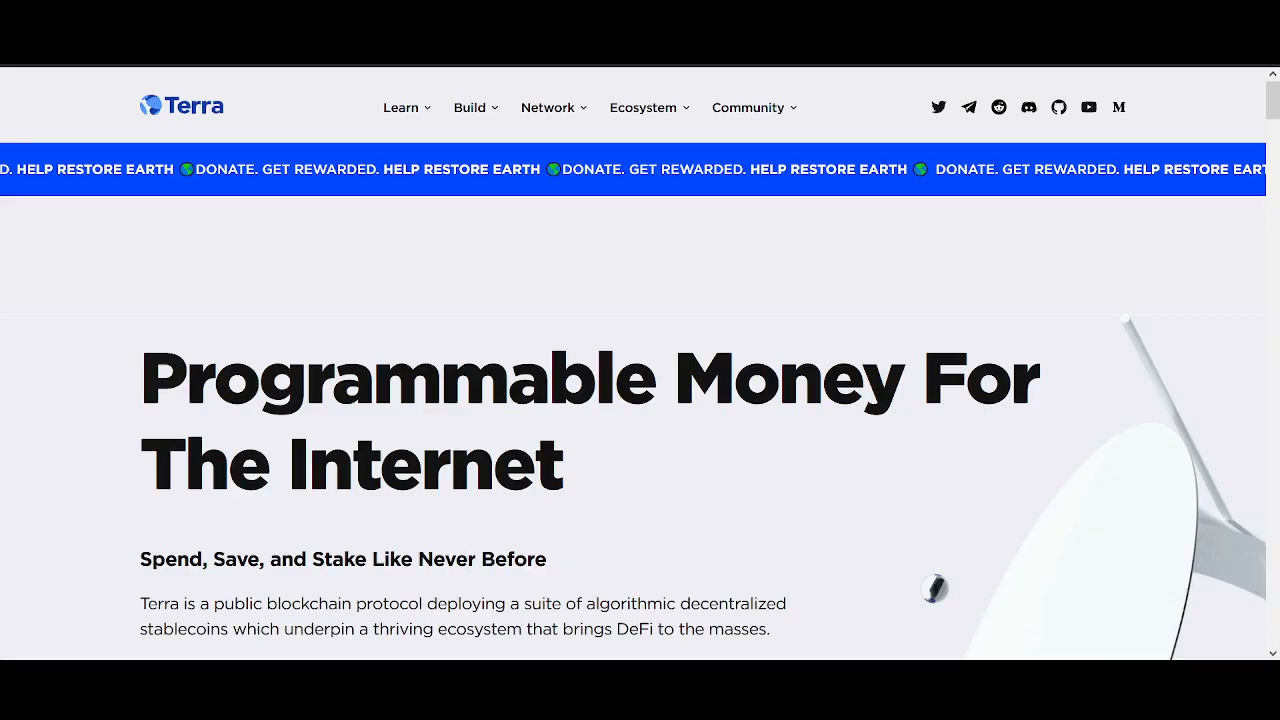 Terra
Learn Build Network Ecosystem Community
D. HELP RESTORE EARTH DONATE. GET REWARDED. HELP RESTORE EARTH DONATE. GET REWARDED. HELP RESTORE EARTH DONATE. GET REWARDED. HELP RESTORE EART
Programmable Money For
The Internet
Spend, Save, and Stake Like Never Before
Terra is a public blockchain protocol deploying a suite of algorithmic decentralized
stablecoins which underpin a thriving ecosystem that brings DeFi to the masses.